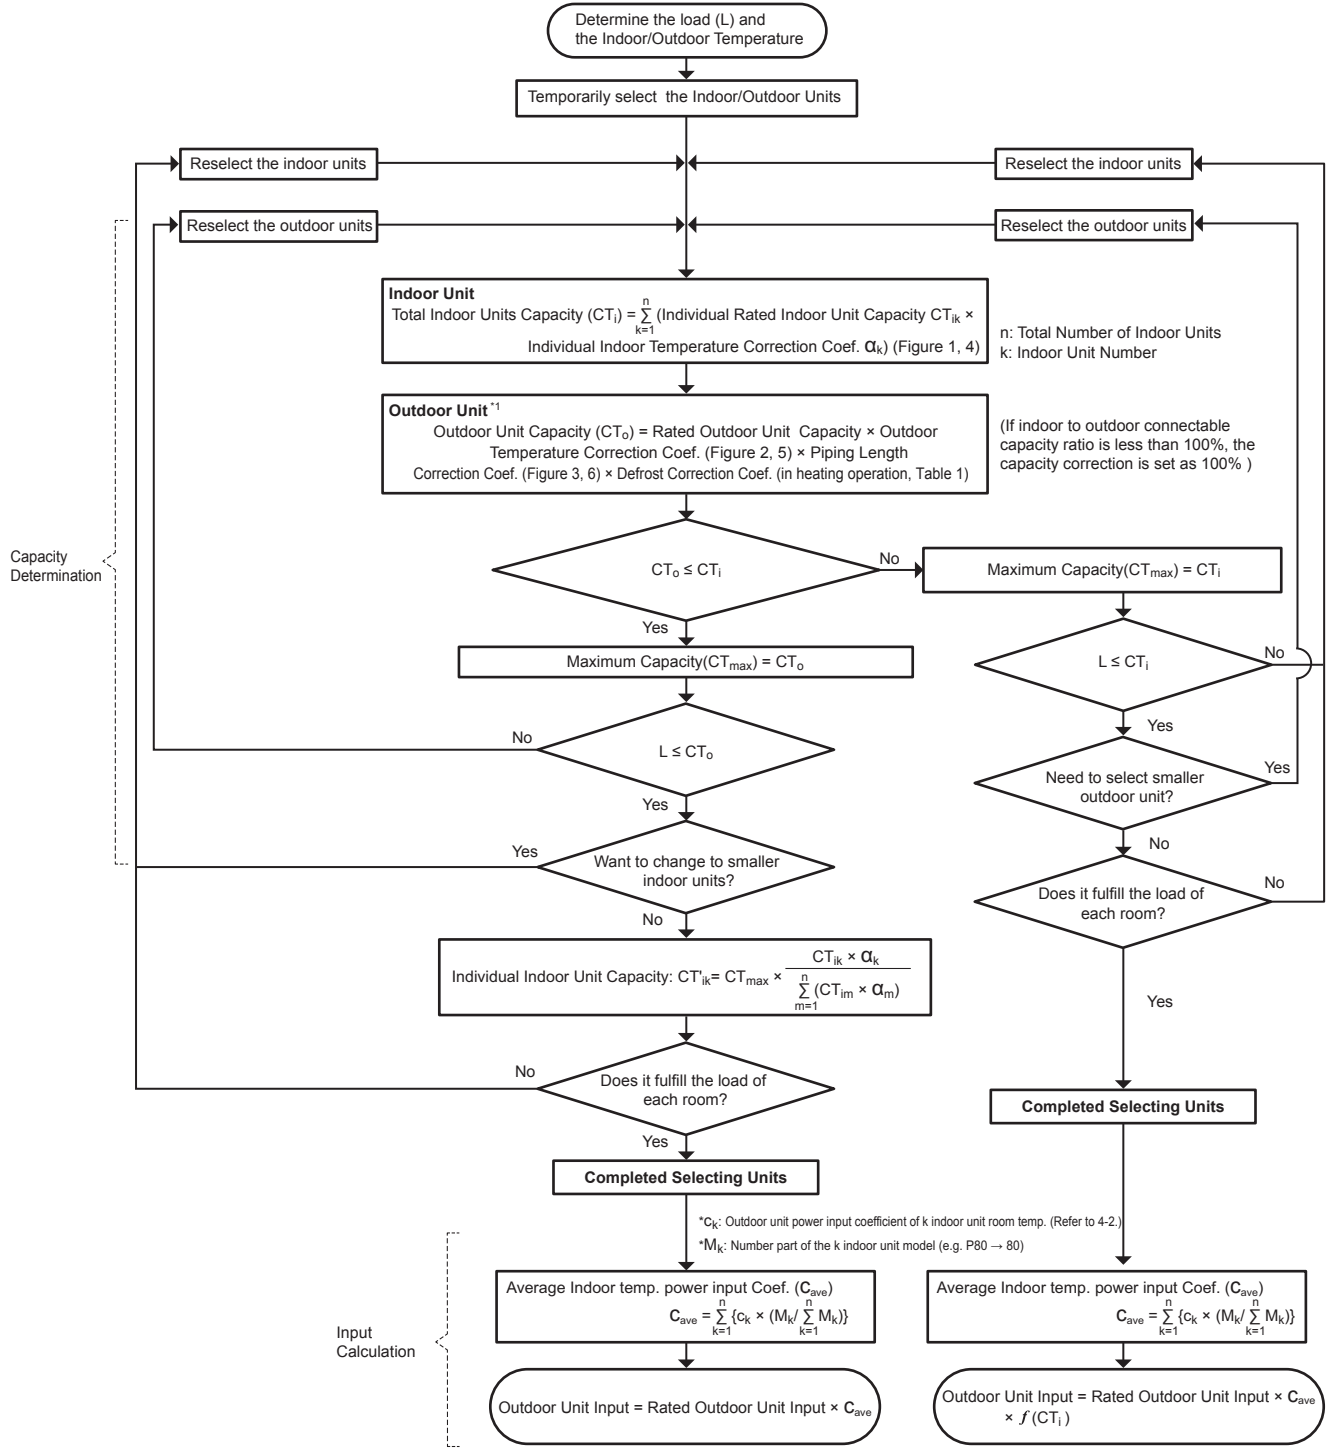 Determine the load (L) and
the Indoor/Outdoor Temperature
Temporarily select the Indoor/Outdoor Units
Reselect the indoor units
Reselect the indoor units
Reselect the outdoor units
Reselect the outdoor units
Indoor Unit
Total Indoor Units Capacity (CTi) = n∑k=1 (Individual Rated Indoor Unit Capacity CTik ×
Individual Indoor Temperature Correction Coef. αk) (Figure 1, 4)
n: Total Number of Indoor Units
k: Indoor Unit Number
Outdoor Unit *1
Outdoor Unit Capacity (CTo) = Rated Outdoor Unit Capacity × Outdoor
Temperature Correction Coef. (Figure 2, 5) × Piping Length
Correction Coef. (Figure 3, 6) × Defrost Correction Coef. (in heating operation, Table 1)
(If indoor to outdoor connectable
capacity ratio is less than 100%, the
capacity correction is set as 100% )
Capacity
Determination
CTo ≤ CTi
No
Maximum Capacity(CTmax) = CTi
Yes
Maximum Capacity(CTmax) = CTo
L ≤ CTi
No
Yes
No
L ≤ CTo
Need to select smaller
outdoor unit?
Yes
Yes
No
Yes
Want to change to smaller
indoor units?
Does it fulfill the load of
each room?
No
No
Individual Indoor Unit Capacity: CT'ik= CTmax × CTik × αk / n∑m=1 (CTim × αm)
Yes
No
Does it fulfill the load of
each room?
Completed Selecting Units
Yes
Completed Selecting Units
*ck: Outdoor unit power input coefficient of k indoor unit room temp. (Refer to 4-2.)
*Mk: Number part of the k indoor unit model (e.g. P80 → 80)
Input
Calculation
Average Indoor temp. power input Coef. (Cave)
Cave = n∑k=1 {ck × (Mk/ n∑k=1 Mk)}
Average Indoor temp. power input Coef. (Cave)
Cave = n∑k=1 {ck × (Mk/ n∑k=1 Mk)}
Outdoor Unit Input = Rated Outdoor Unit Input × Cave
Outdoor Unit Input = Rated Outdoor Unit Input × Cave
× f (CTi )